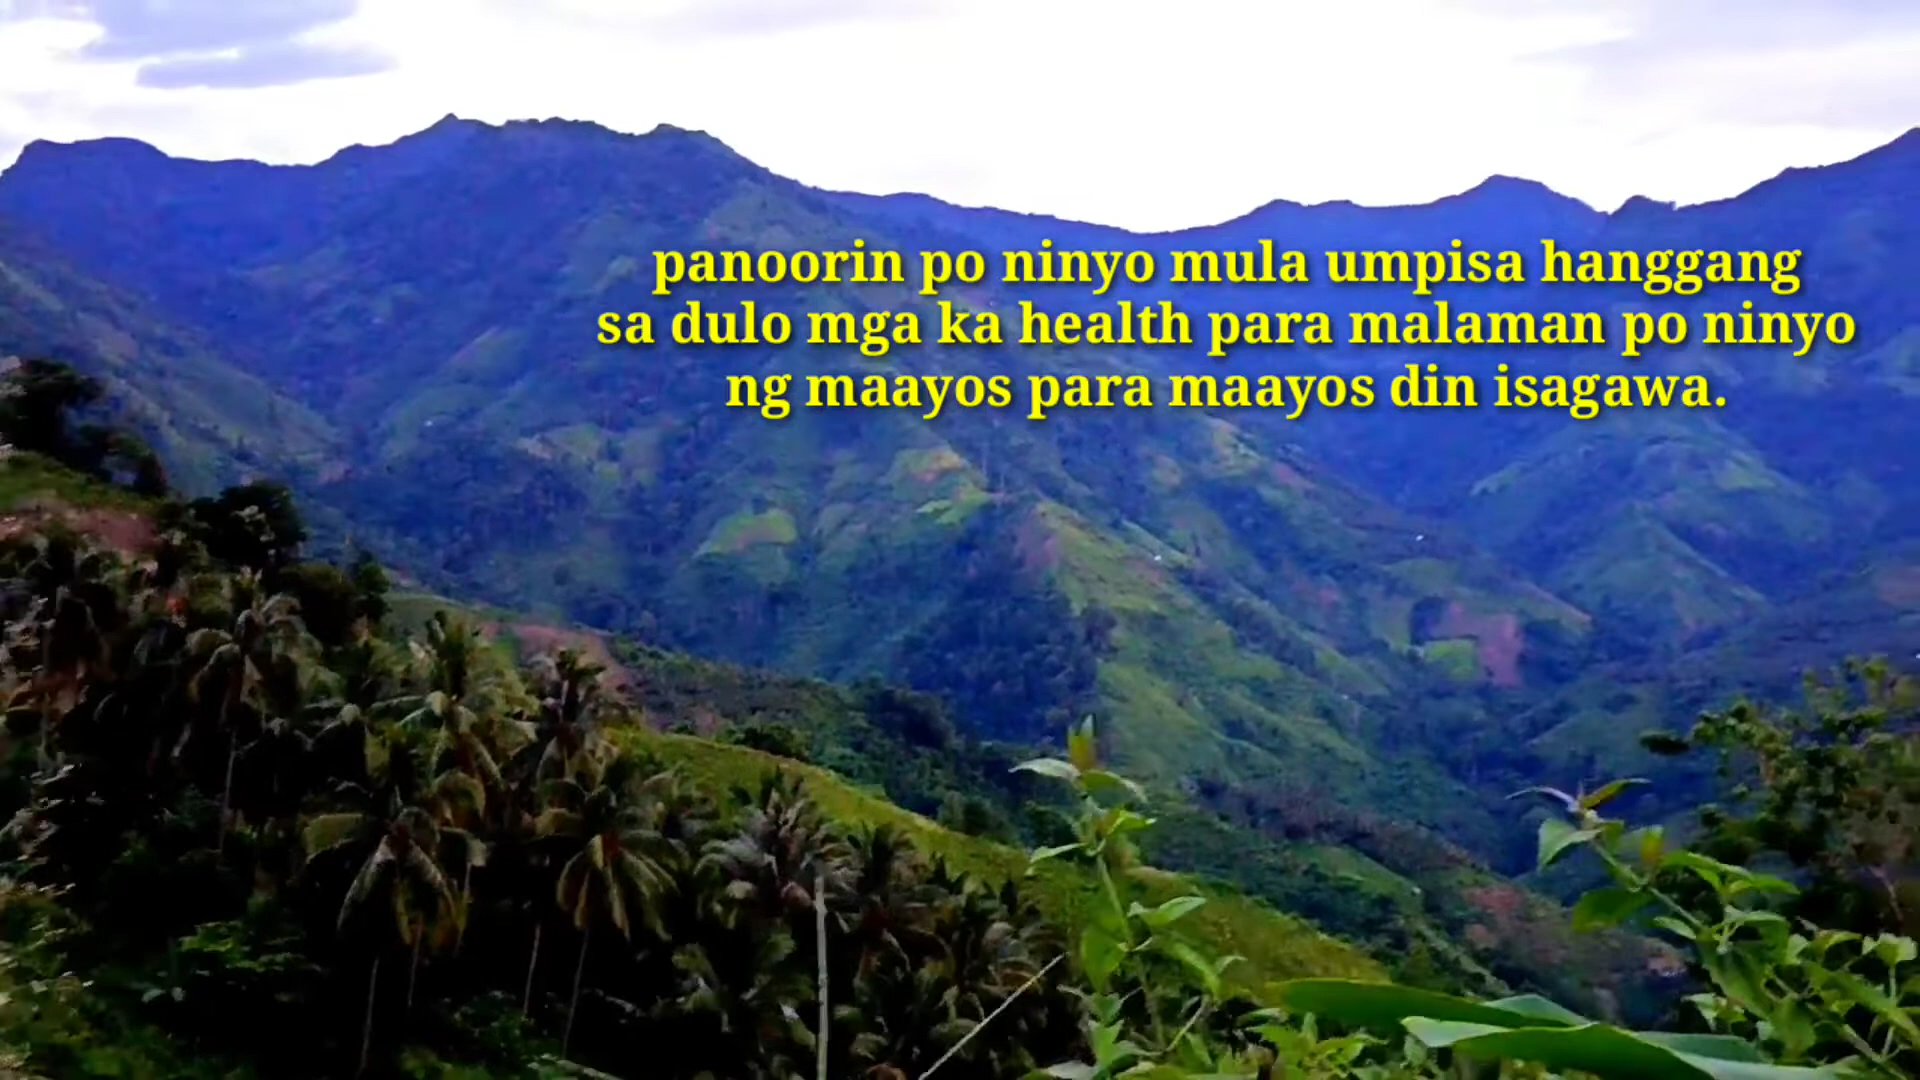 panoorin po ninyo mula umpisa hanggang
sa dulo mga ka health para malaman po ninyo
ng maayos para maayos din isagawa.